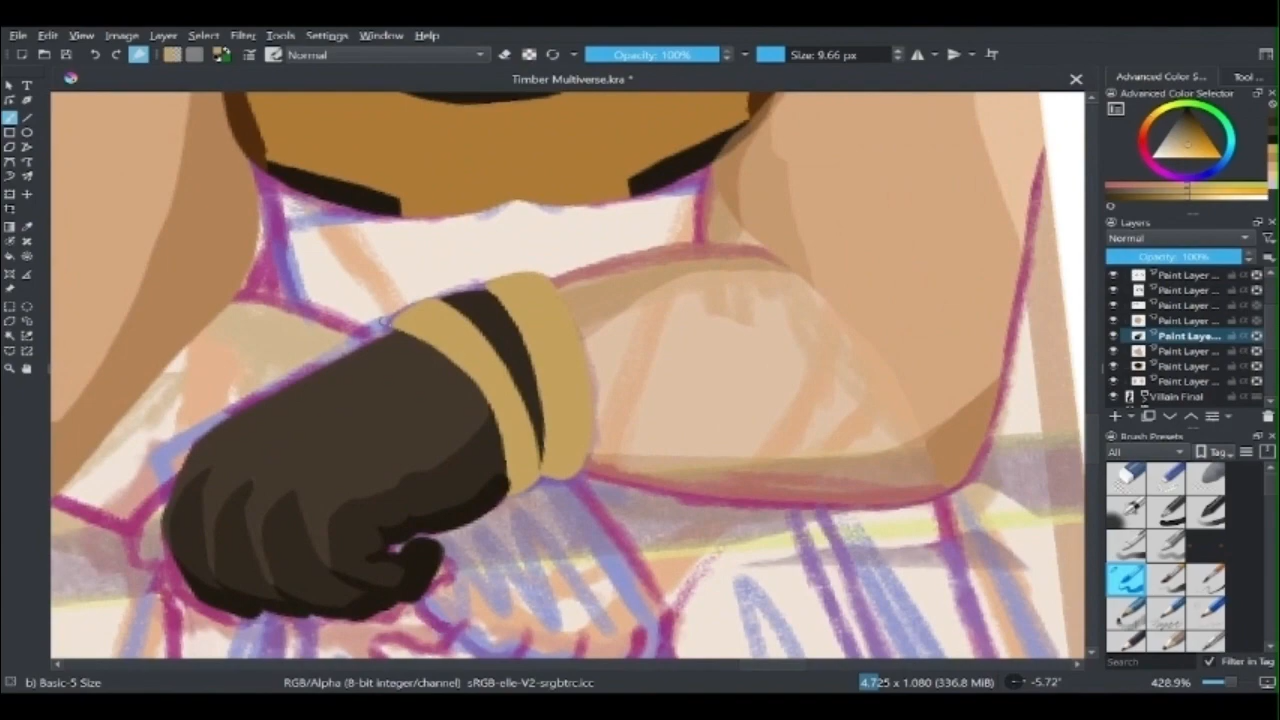 File Edit View Image Layer Select Filter Tools Settings Window Help
Normal Opacity: 100% Size: 9.66 px
Timber Multiverse.kra *
Advanced Color S... Tool ...
Advanced Color Selector
Layers
Normal
Opacity: 100%
Paint Layer ...
Paint Layer ...
Paint Layer ...
Paint Layer ...
Paint Laye...
Paint Layer ...
Paint Layer ...
Paint Layer ...
Villain Final
Brush Presets
All Tag
Search Filter in Tag
b) Basic-5 Size RGB/Alpha (8-bit integer/channel) sRGB-elle-V2-srgbtrc.icc 4.725 x 1.080 (336.8 MiB) -5.72° 428.9%